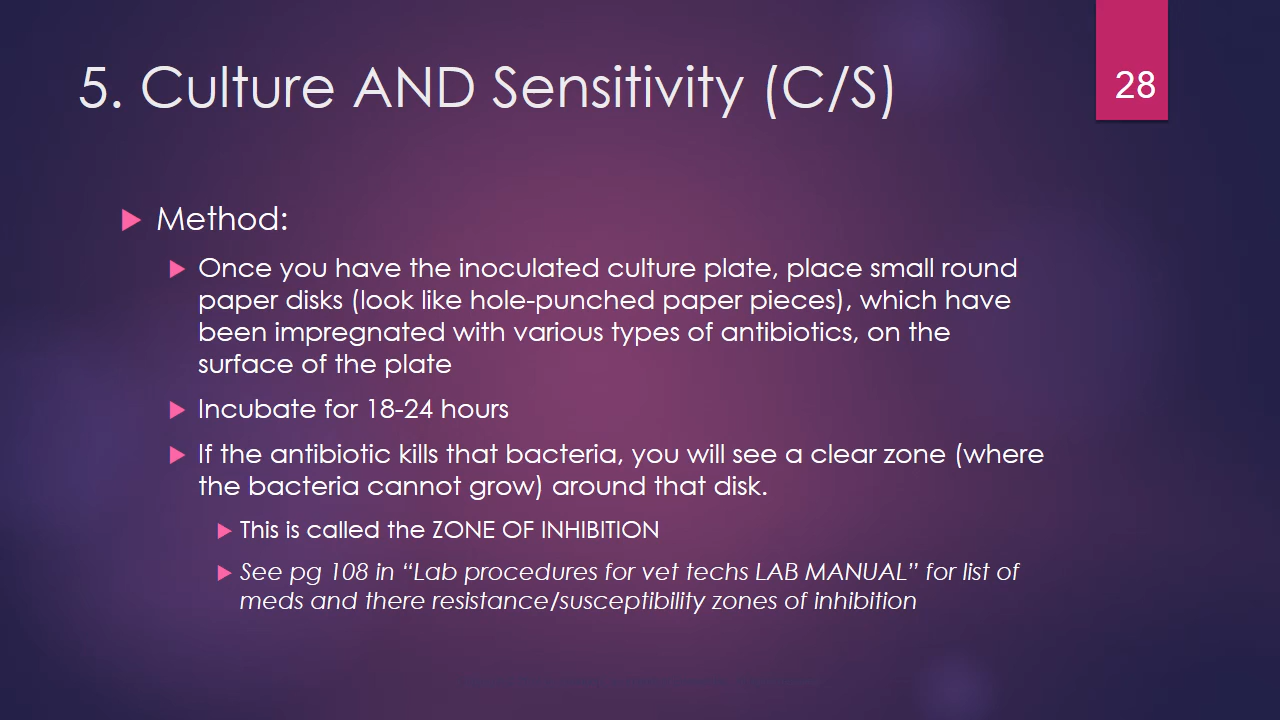 5. Culture AND Sensitivity (C/S)
28
Method:
Once you have the inoculated culture plate, place small round
paper disks (look like hole-punched paper pieces), which have
been impregnated with various types of antibiotics, on the
surface of the plate
Incubate for 18-24 hours
If the antibiotic kills that bacteria, you will see a clear zone (where
the bacteria cannot grow) around that disk.
This is called the ZONE OF INHIBITION
See pg 108 in “Lab procedures for vet techs LAB MANUAL” for list of
meds and there resistance/susceptibility zones of inhibition